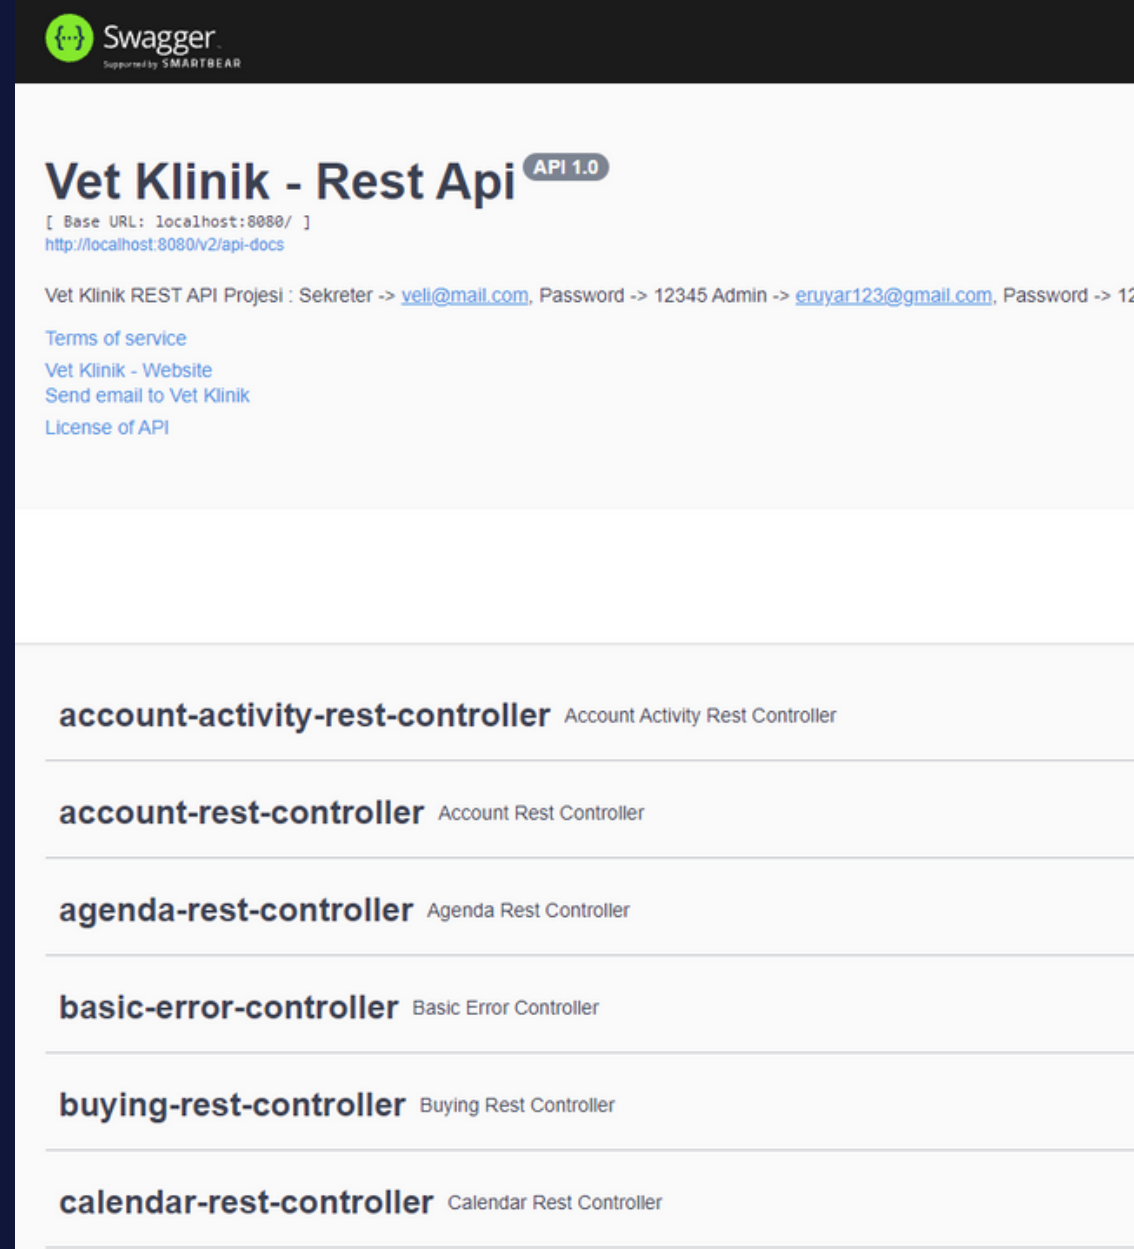 {...} Swagger
Supported by SMARTBEAR
Vet Klinik - Rest Api API 1.0
[ Base URL: localhost:8080/ ]
http://localhost:8080/v2/api-docs
Vet Klinik REST API Projesi : Sekreter -> veli@mail.com, Password -> 12345 Admin -> eruyar123@gmail.com, Password -> 12
Terms of service
Vet Klinik - Website
Send email to Vet Klinik
License of API
account-activity-rest-controller Account Activity Rest Controller
account-rest-controller Account Rest Controller
agenda-rest-controller Agenda Rest Controller
basic-error-controller Basic Error Controller
buying-rest-controller Buying Rest Controller
calendar-rest-controller Calendar Rest Controller